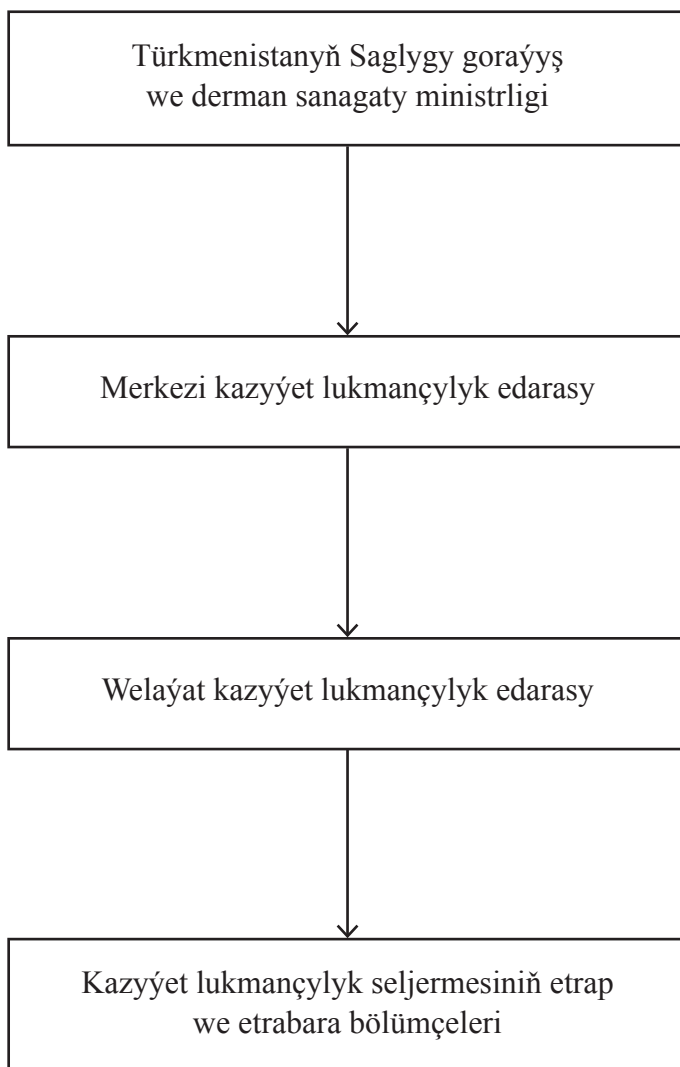 Türkmenistanyň Saglygy goraýyş
we derman sanagaty ministrligi
Merkezi kazyýet lukmançylyk edarasy
Welaýat kazyýet lukmançylyk edarasy
Kazyýet lukmançylyk seljermesiniň etrap
we etrabara bölümçeleri